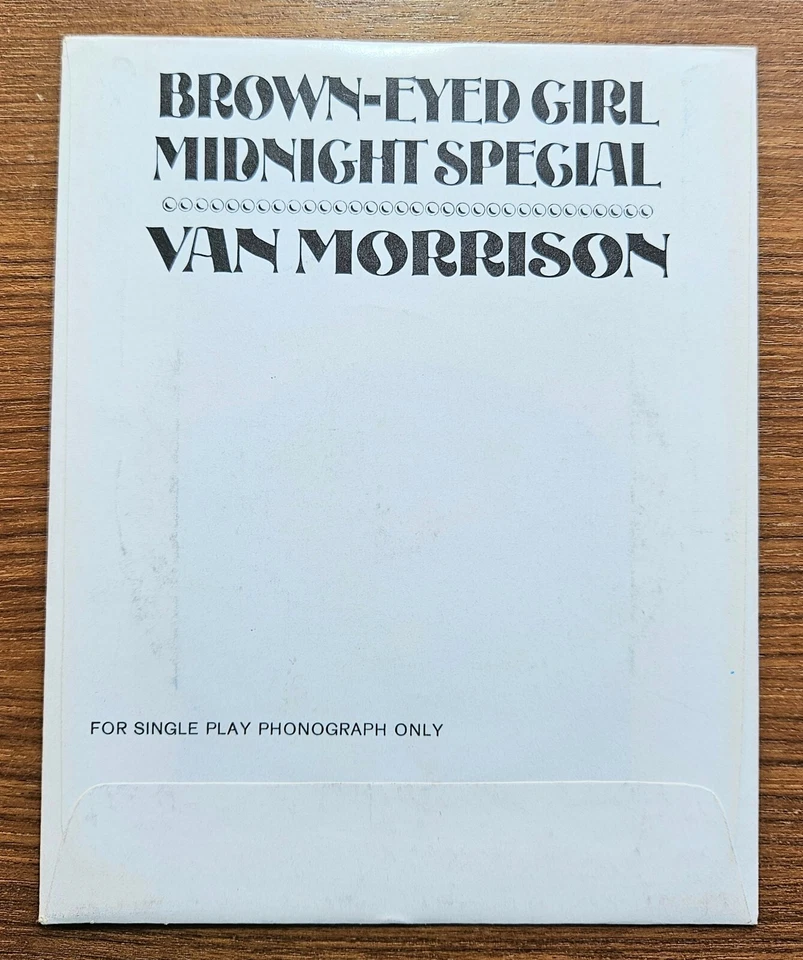 BROWN-EYED GIRL
MIDNIGHT SPECIAL
VAN MORRISON
FOR SINGLE PLAY PHONOGRAPH ONLY